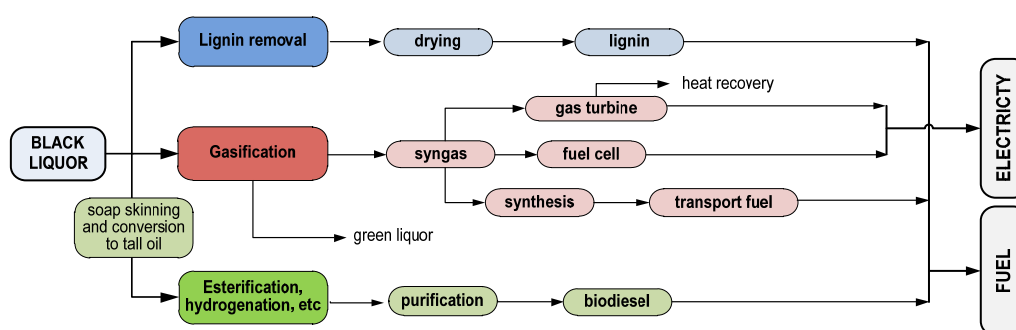 Lignin removal
drying
lignin
heat recovery
gas turbine
BLACK
LIQUOR
Gasification
syngas
fuel cell
ELECTRICTY
synthesis
transport fuel
soap skinning
and conversion
to tall oil
green liquor
FUEL
Esterification,
hydrogenation, etc
purification
biodiesel